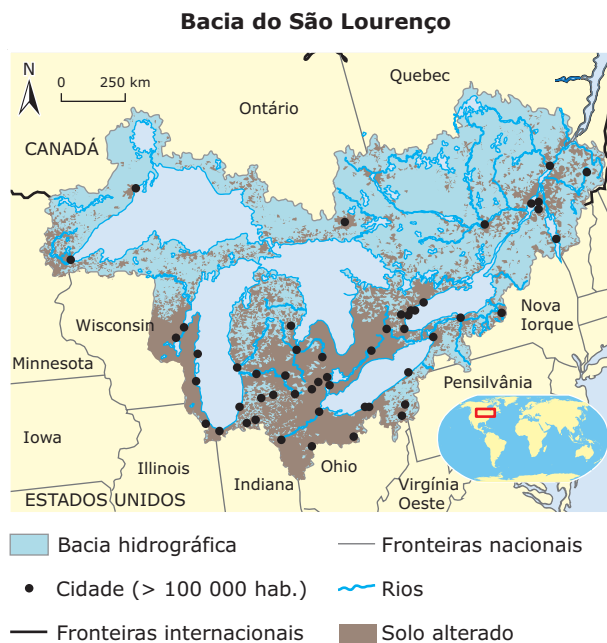 Bacia do São Lourenço
N
0 250 km
Quebec
Ontário
CANADÁ
Wisconsin
Nova
Iorque
Minnesota
Pensilvânia
Iowa
Illinois
Indiana
Ohio
Virgínia
Oeste
ESTADOS UNIDOS
Bacia hidrográfica
Fronteiras nacionais
Cidade (> 100 000 hab.)
Rios
Fronteiras internacionais
Solo alterado